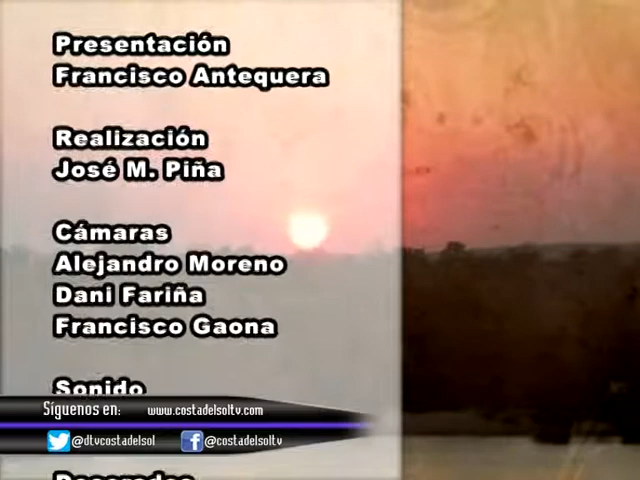 Presentación
Francisco Antequera
Realización
José M. Piña
Cámaras
Alejandro Moreno
Dani Fariña
Francisco Gaona
Sonido
Síguenos en: www.costadelsoltv.com
@dtvcostadelsol @costadelsoltv